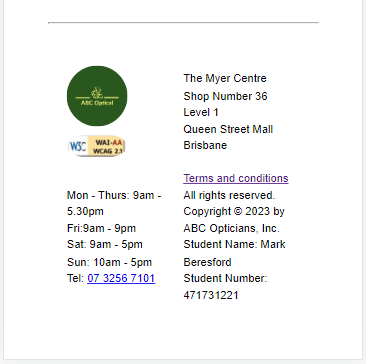 ABC Optical
W3C WAI-AA
WCAG 2.1
Mon - Thurs: 9am -
5.30pm
Fri:9am - 9pm
Sat: 9am - 5pm
Sun: 10am - 5pm
Tel: 07 3256 7101
The Myer Centre
Shop Number 36
Level 1
Queen Street Mall
Brisbane
Terms and conditions
All rights reserved.
Copyright © 2023 by
ABC Opticians, Inc.
Student Name: Mark
Beresford
Student Number:
471731221